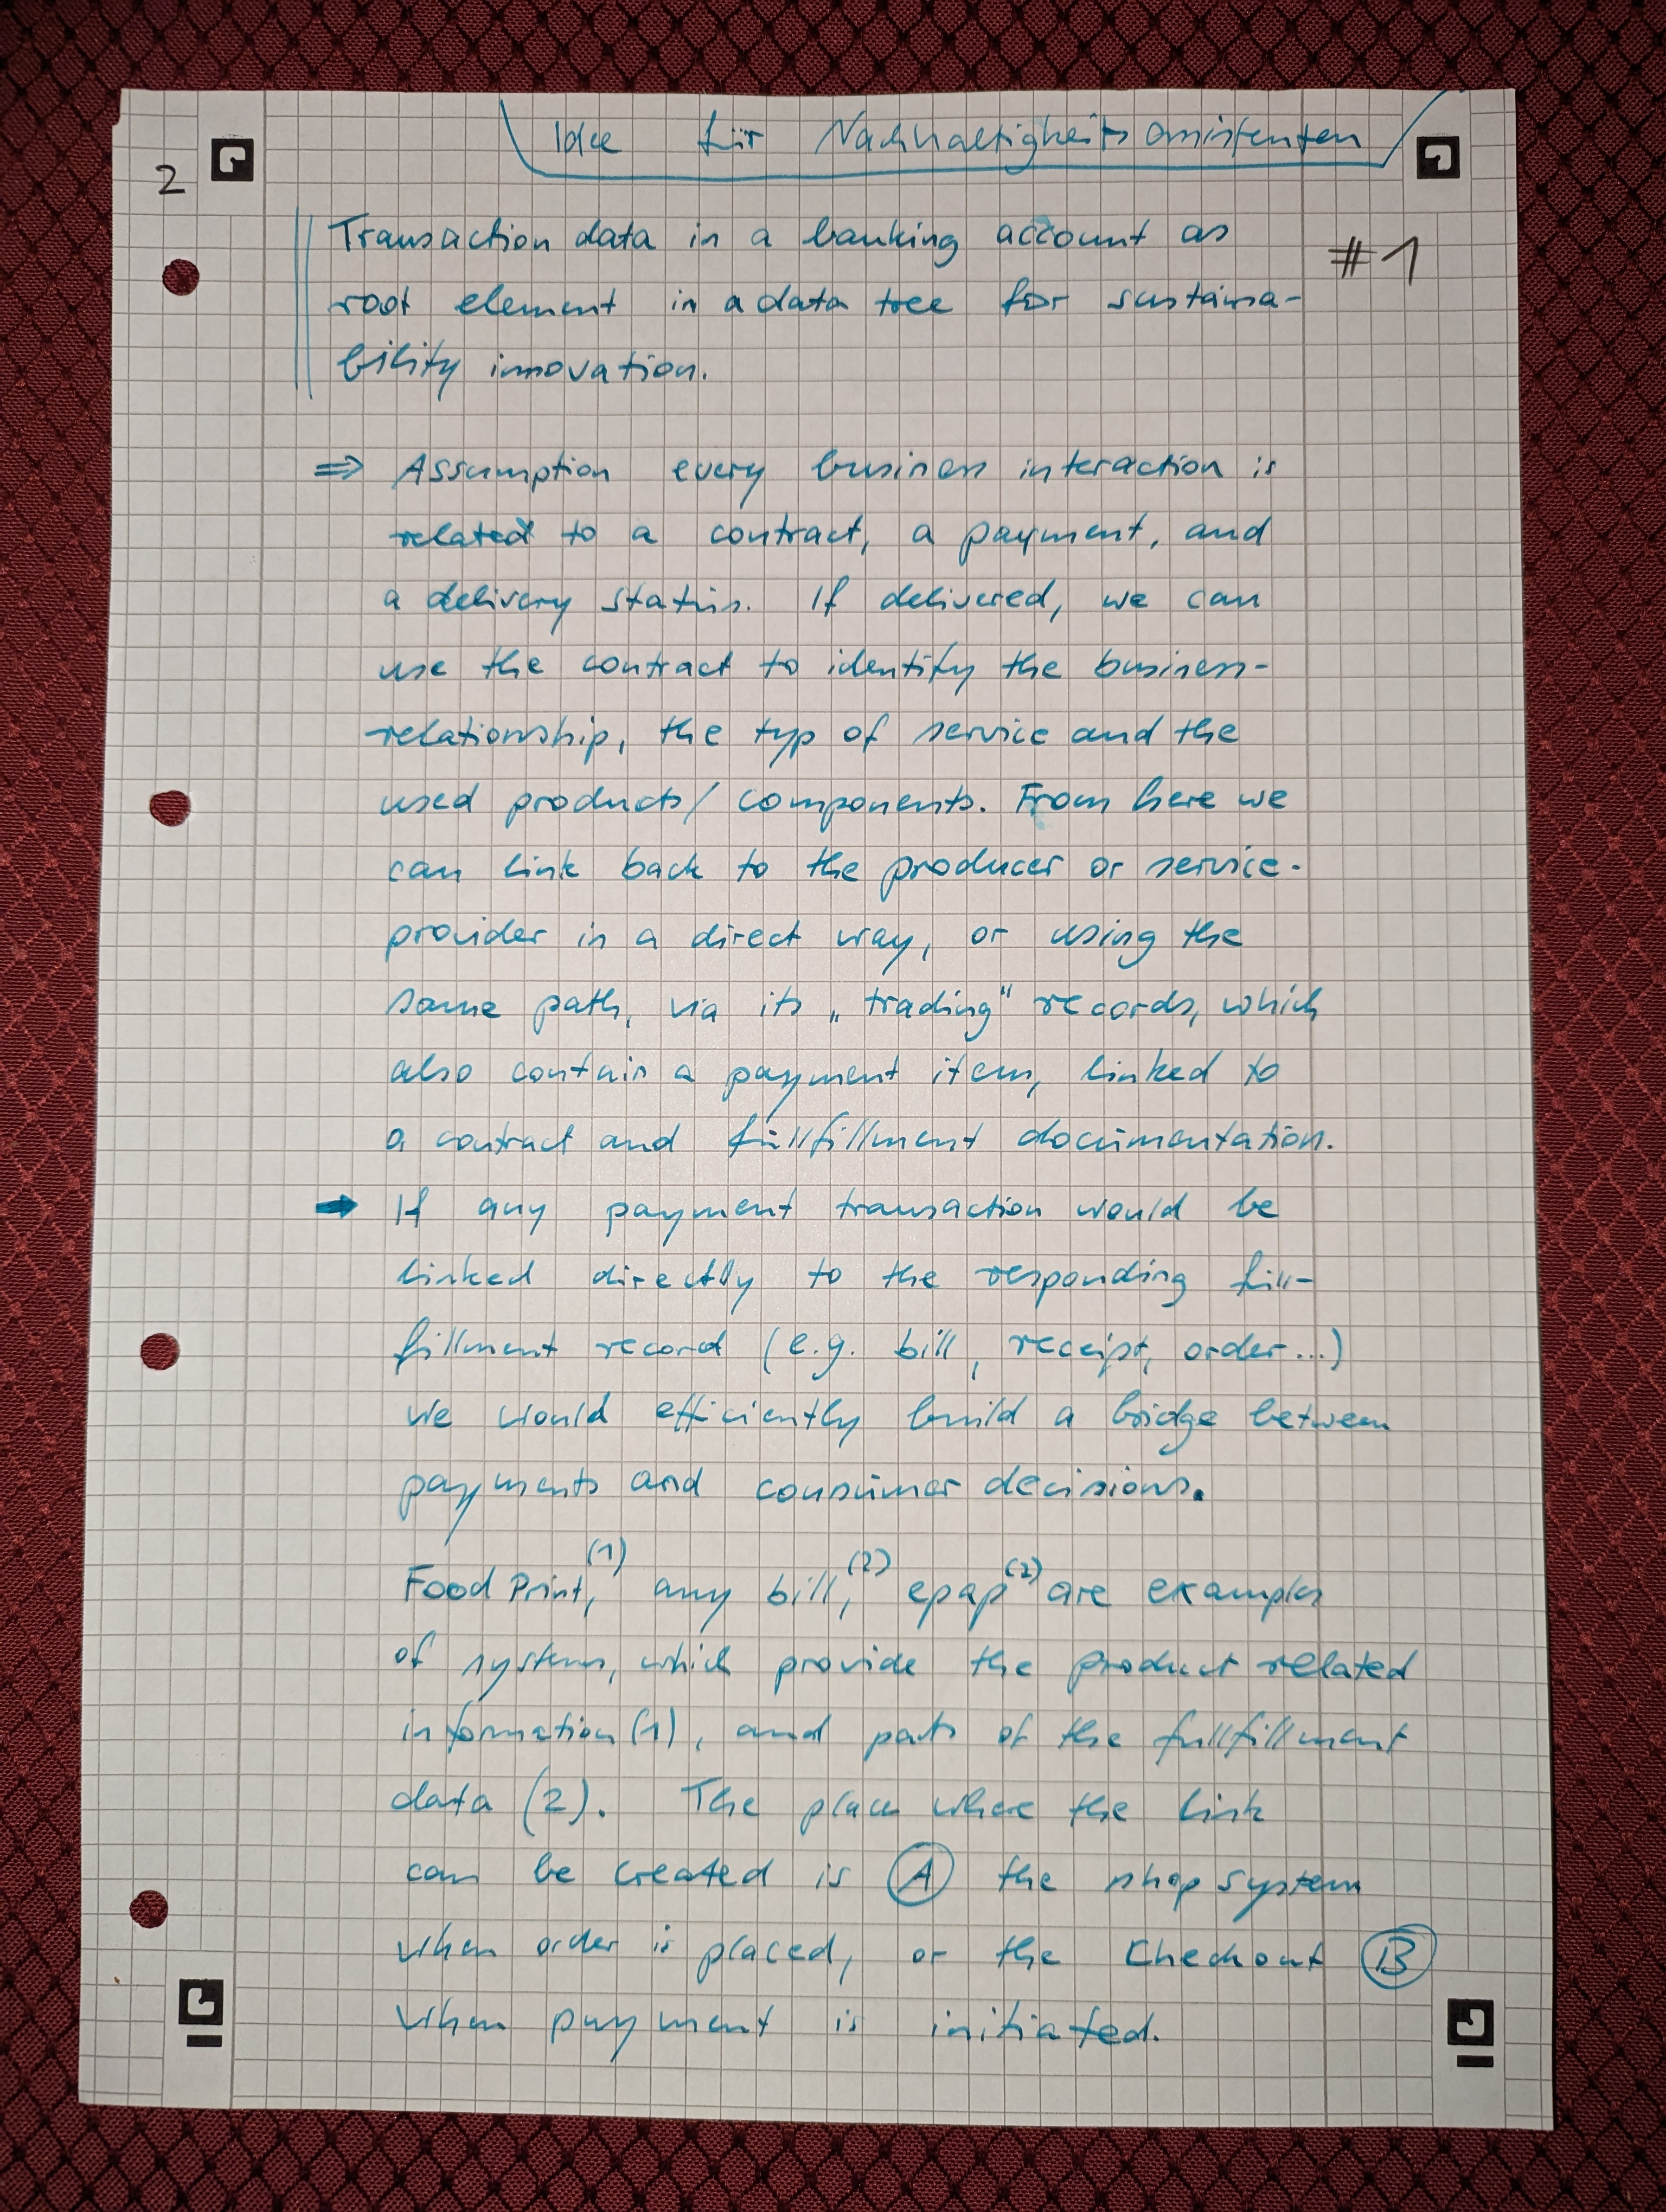 Idee für Nachhaltigkeitsassistenten
2
#1
Transaction data in a banking account as
root element in a data tree for sustaina-
bility innovation.
⇒ Assumption every business interaction is
related to a contract, a payment, and
a delivery status. If delivered, we can
use the contract to identify the business-
relationship, the typ of service and the
used products/components. From here we
can link back to the producer or service-
provider in a direct way, or using the
same path, via its „trading" records, which
also contain a payment item, linked to
a contract and fullfillment documentation.
➡ If any payment transaction would be
linked directly to the responding full-
fillment record (e.g. bill, receipt, order...)
we would efficiently build a bridge between
payments and consumer decisions.
Food Print,(1) any bill,(2) epap(2) are examples
of systems, which provide the product related
information (1), and parts of the fullfillment
data (2). The place where the link
can be created is Ⓐ the shop system
when order is placed, or the Checkout Ⓑ
when payment is initiated.